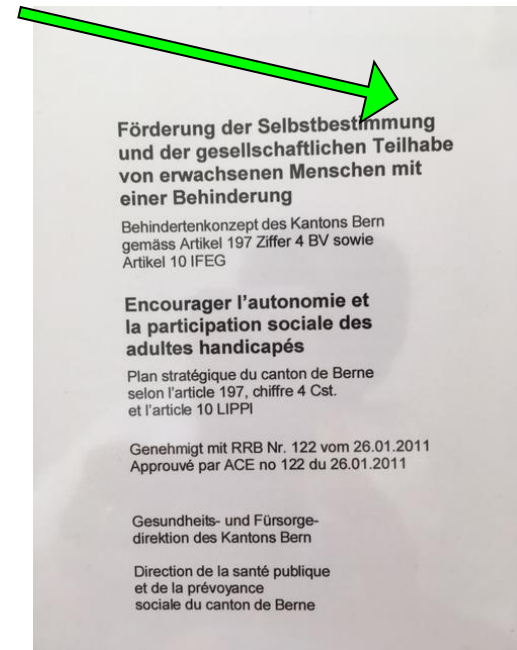 Förderung der Selbstbestimmung
und der gesellschaftlichen Teilhabe
von erwachsenen Menschen mit
einer Behinderung
Behindertenkonzept des Kantons Bern
gemäss Artikel 197 Ziffer 4 BV sowie
Artikel 10 IFEG
Encourager l'autonomie et
la participation sociale des
adultes handicapés
Plan stratégique du canton de Berne
selon l'article 197, chiffre 4 Cst.
et l'article 10 LIPPI
Genehmigt mit RRB Nr. 122 vom 26.01.2011
Approuvé par ACE no 122 du 26.01.2011
Gesundheits- und Fürsorge-
direktion des Kantons Bern
Direction de la santé publique
et de la prévoyance
sociale du canton de Berne